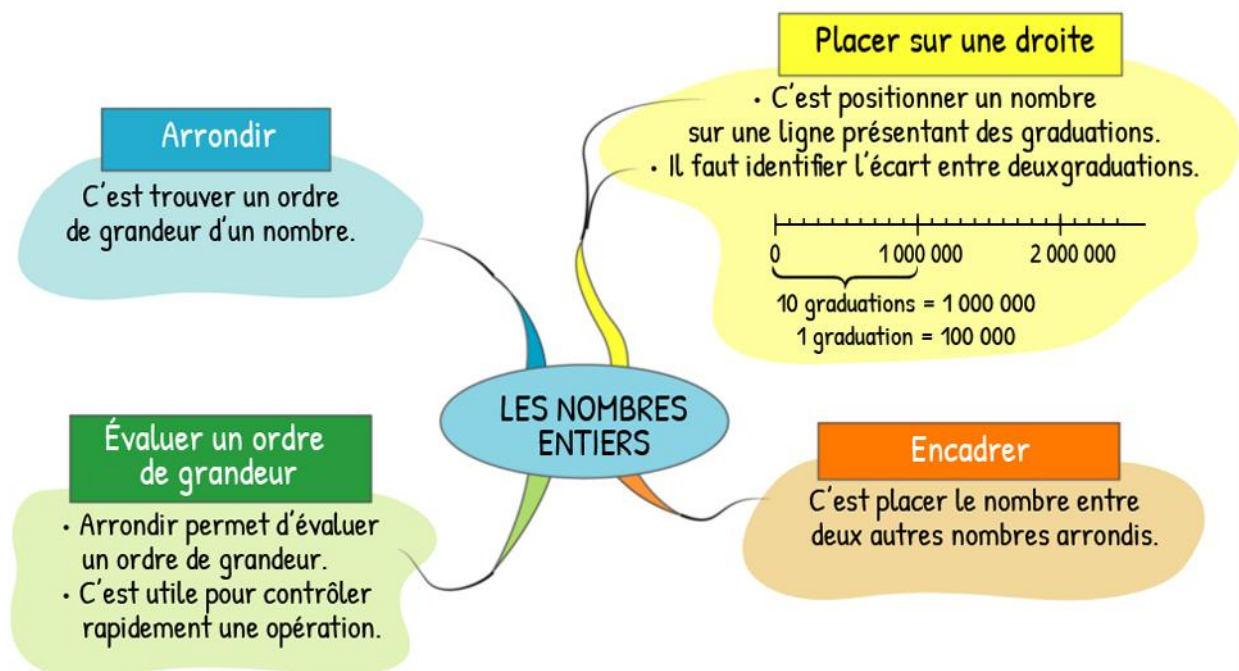 Placer sur une droite
• C'est positionner un nombre
sur une ligne présentant des graduations.
• Il faut identifier l'écart entre deuxgraduations.
0 1 000 000 2 000 000
10 graduations = 1 000 000
1 graduation = 100 000
Arrondir
C'est trouver un ordre
de grandeur d'un nombre.
LES NOMBRES
ENTIERS
Évaluer un ordre
de grandeur
• Arrondir permet d'évaluer
un ordre de grandeur.
• C'est utile pour contrôler
rapidement une opération.
Encadrer
C'est placer le nombre entre
deux autres nombres arrondis.